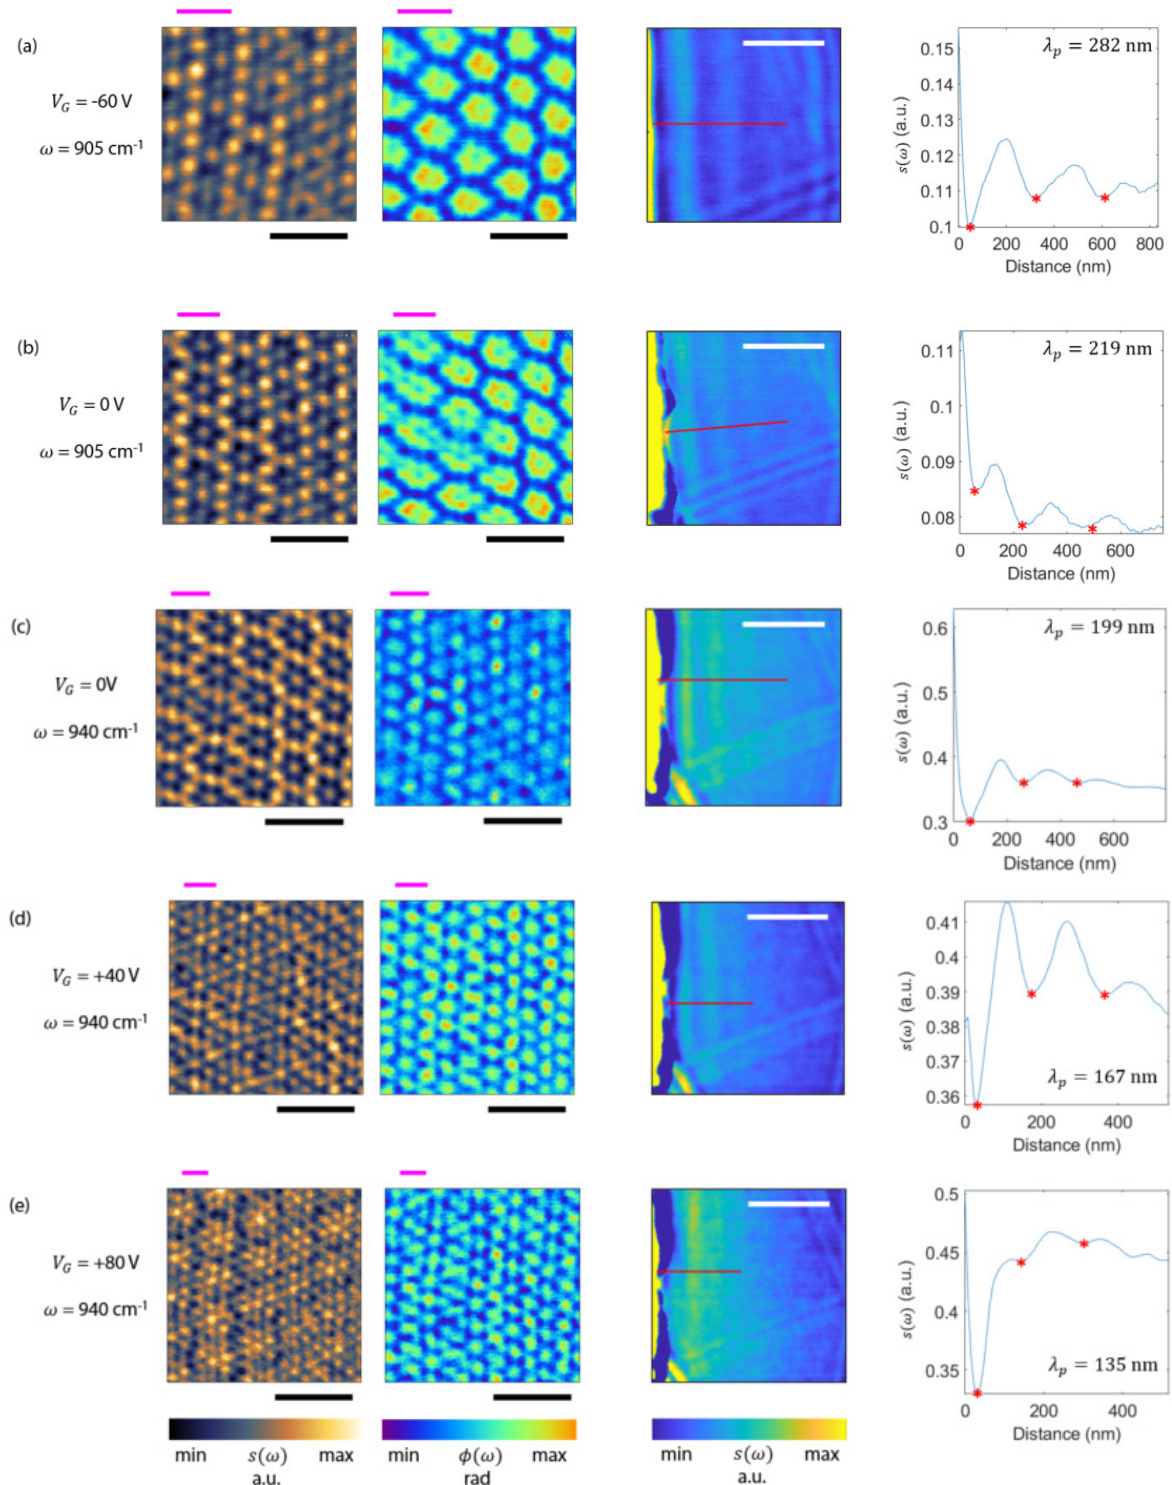 (a)
V_G = -60 V
ω = 905 cm⁻¹
λ_p = 282 nm
s(ω) (a.u.)
0.15
0.14
0.13
0.12
0.11
0.1
0 200 400 600 800
Distance (nm)
(b)
V_G = 0 V
ω = 905 cm⁻¹
λ_p = 219 nm
s(ω) (a.u.)
0.11
0.1
0.09
0.08
0 200 400 600
Distance (nm)
(c)
V_G = 0V
ω = 940 cm⁻¹
λ_p = 199 nm
s(ω) (a.u.)
0.6
0.5
0.4
0.3
0 200 400 600
Distance (nm)
(d)
V_G = +40 V
ω = 940 cm⁻¹
s(ω) (a.u.)
0.41
0.4
0.39
0.38
0.37
0.36
λ_p = 167 nm
0 200 400
Distance (nm)
(e)
V_G = +80 V
ω = 940 cm⁻¹
s(ω) (a.u.)
0.5
0.45
0.4
0.35
λ_p = 135 nm
0 200 400
Distance (nm)
min s(ω) max
a.u.
min ϕ(ω) max
rad
min s(ω) max
a.u.